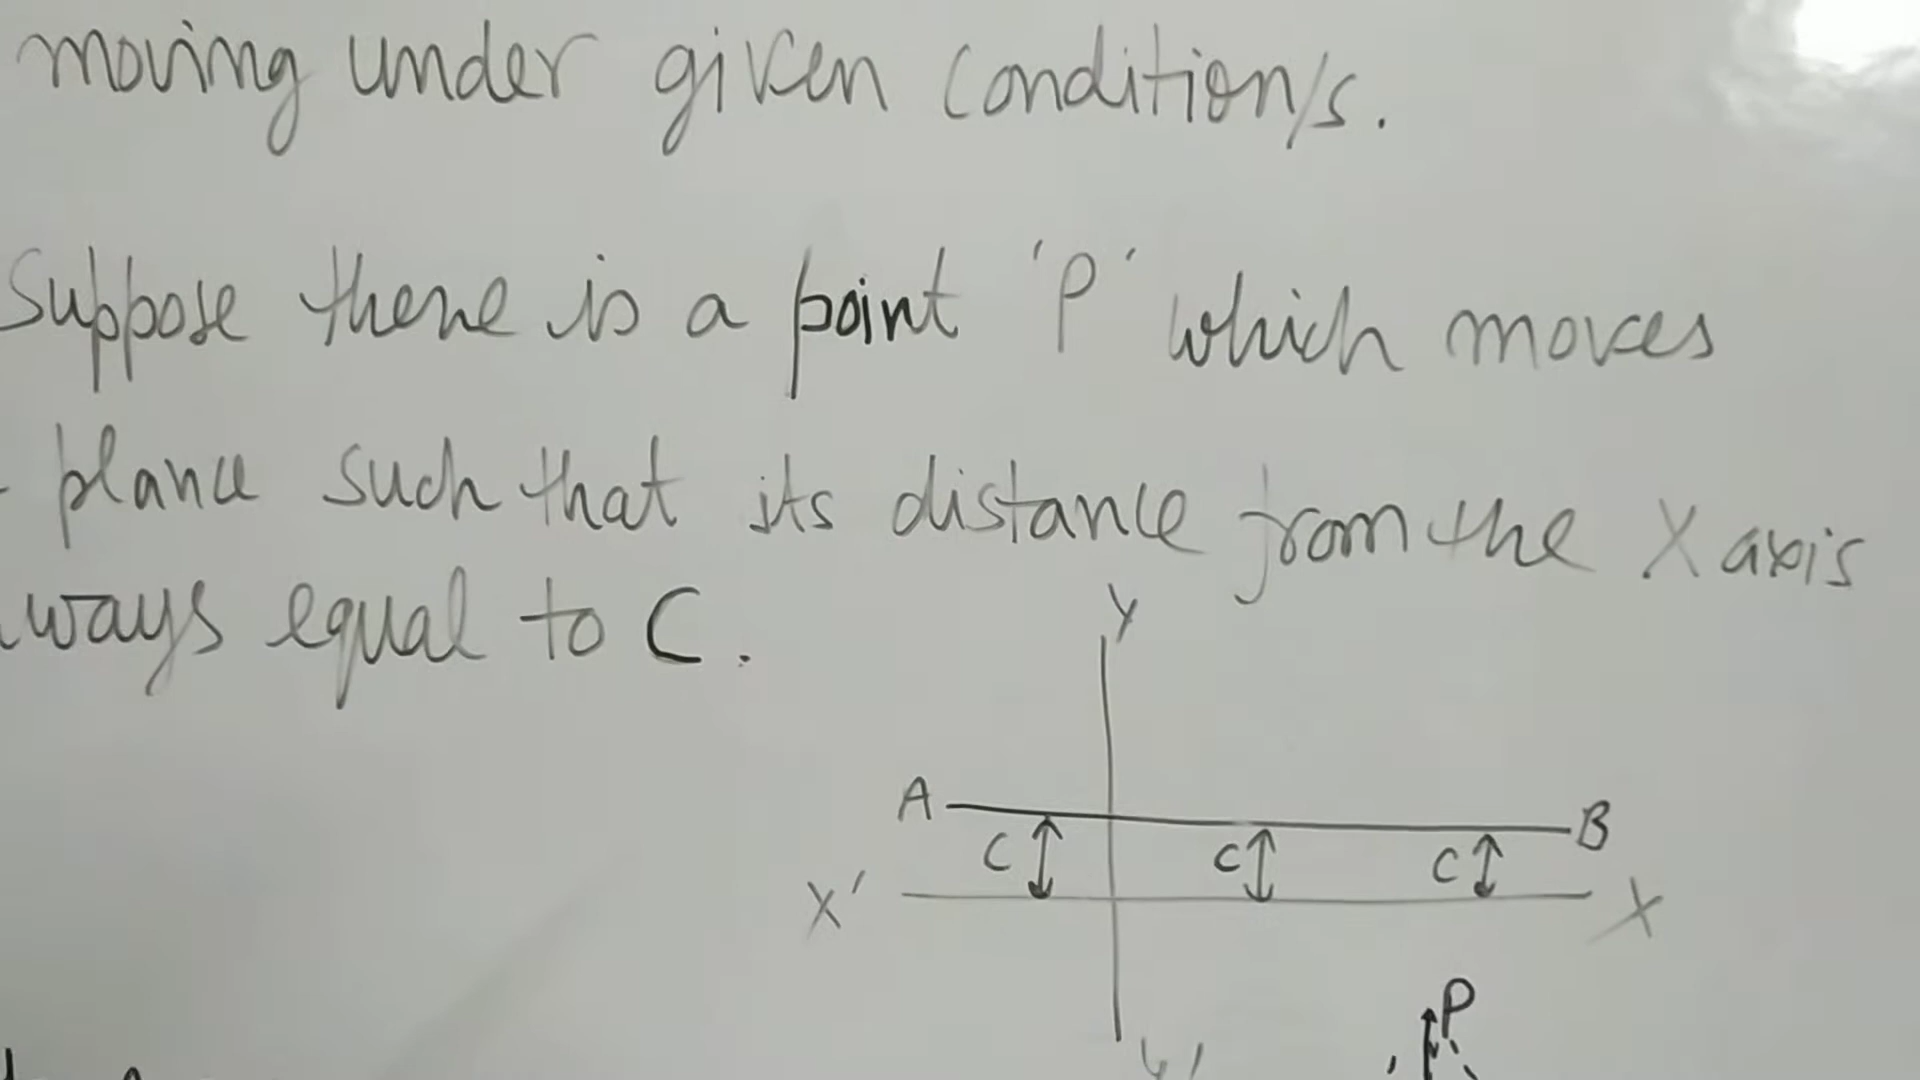 moving under given condition/s.
Suppose there is a point 'P' which moves
plane such that its distance from the X axis
ways equal to C.
Y
A B
C C C
X' X
P